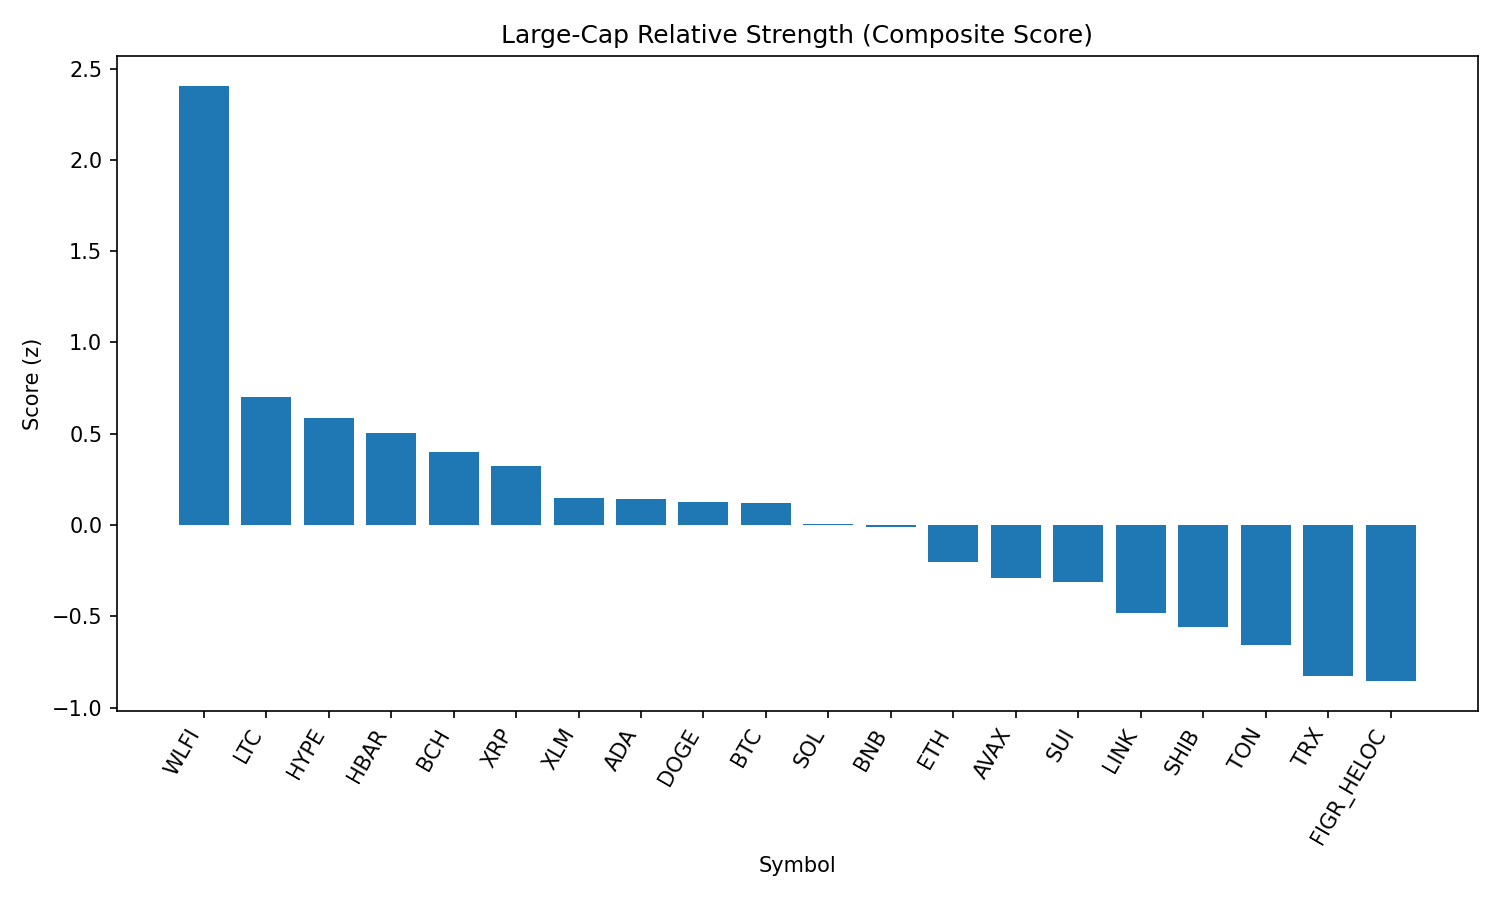 Large-Cap Relative Strength (Composite Score)
Score (z)
2.5
2.0
1.5
1.0
0.5
0.0
−0.5
−1.0
WLFI
LTC
HYPE
HBAR
BCH
XRP
XLM
ADA
DOGE
BTC
SOL
BNB
ETH
AVAX
SUI
LINK
SHIB
TON
TRX
FIGR_HELOC
Symbol